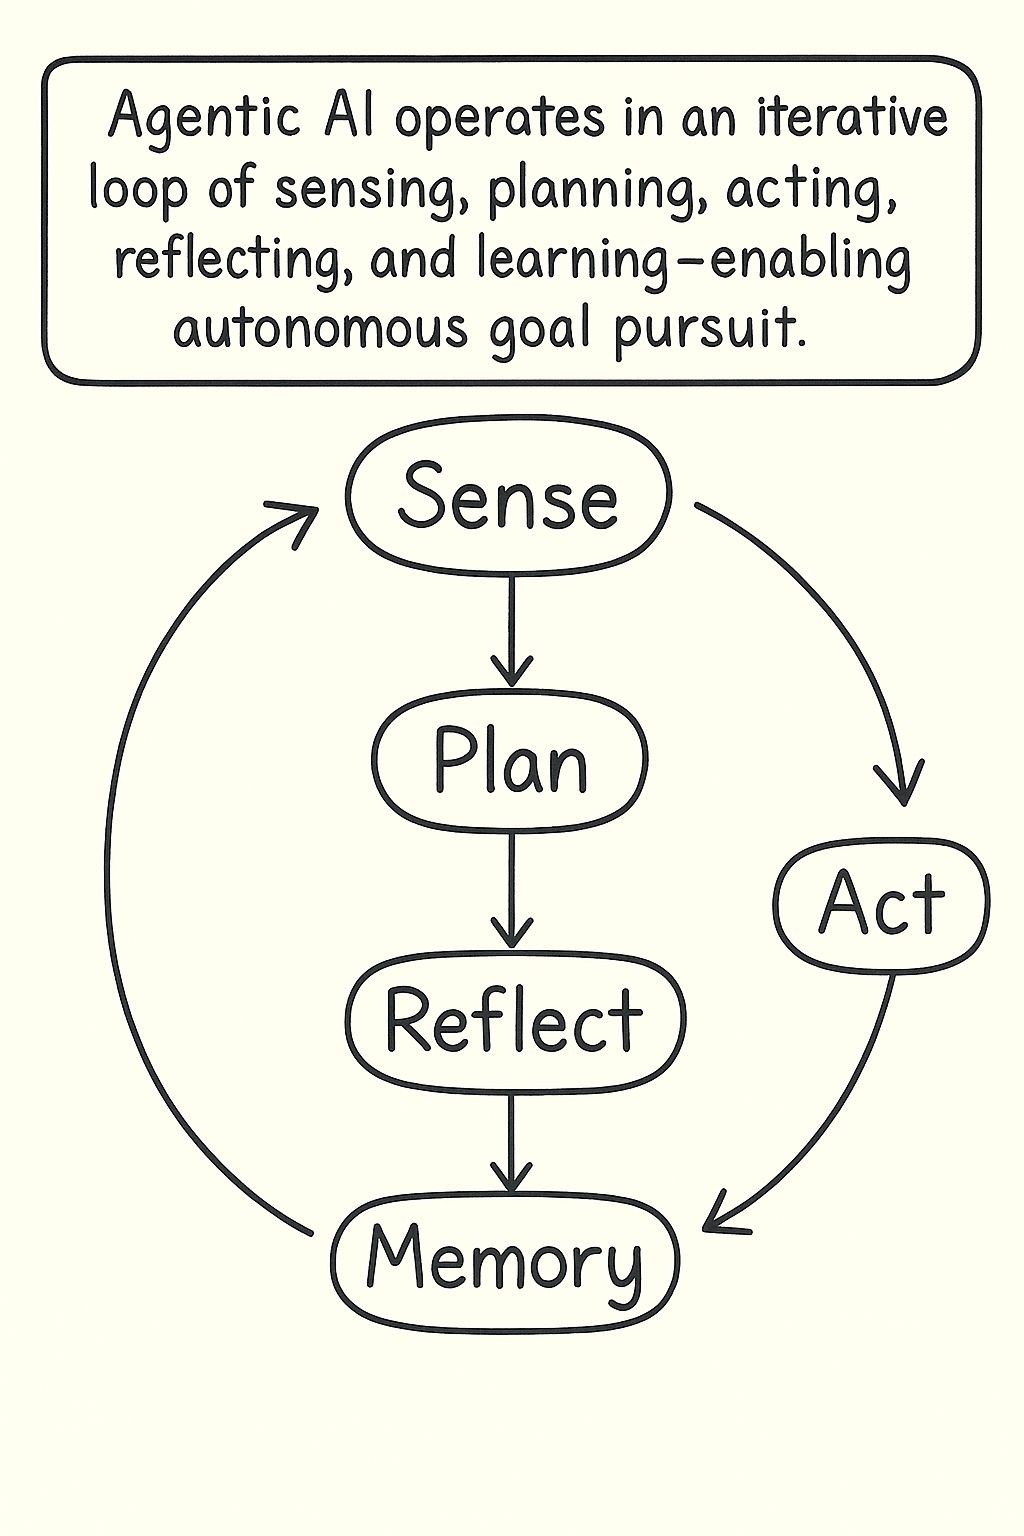 Agentic AI operates in an iterative
loop of sensing, planning, acting,
reflecting, and learning–enabling
autonomous goal pursuit.
Sense
Plan
Act
Reflect
Memory